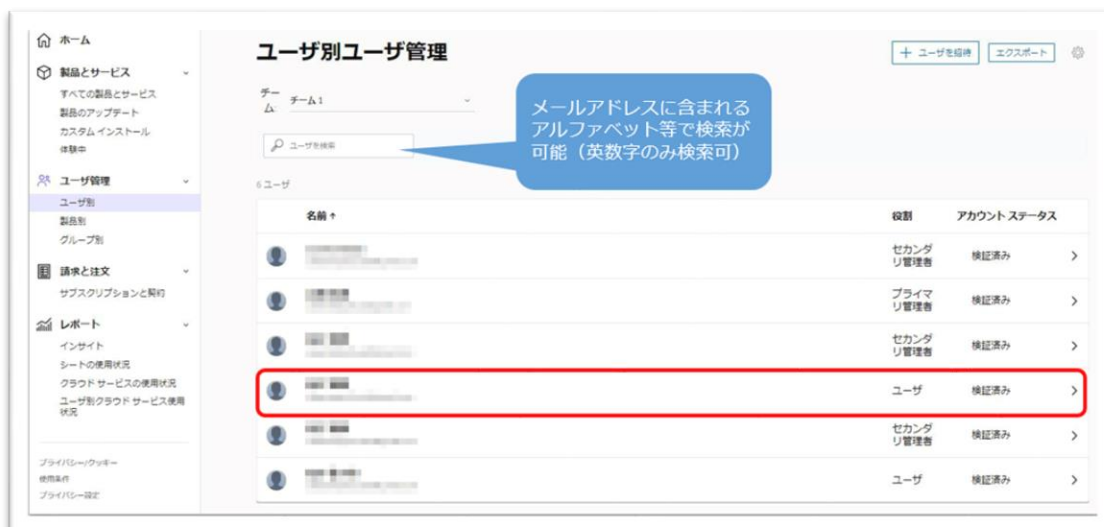 ホーム
製品とサービス
すべての製品とサービス
製品のアップデート
カスタム インストール
体験中
ユーザ管理
ユーザ別
製品別
グループ別
請求と注文
サブスクリプションと契約
レポート
インサイト
シートの使用状況
クラウド サービスの使用状況
ユーザ別クラウド サービス使用
状況
プライバシー/クッキー
使用条件
プライバシー設定
ユーザ別ユーザ管理
+ ユーザを招待
エクスポート
チー
ム:
チーム1
ユーザを検索
メールアドレスに含まれる
アルファベット等で検索が
可能（英数字のみ検索可）
6 ユーザ
名前↑ 役割 アカウント ステータス
セカンダ
リ管理者
検証済み
プライマ
リ管理者
検証済み
セカンダ
リ管理者
検証済み
ユーザ 検証済み
セカンダ
リ管理者
検証済み
ユーザ 検証済み